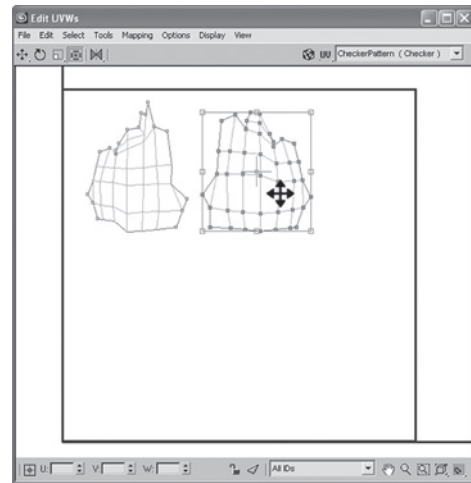 Edit UVWs
File Edit Select Tools Mapping Options Display View
UV CheckerPattern ( Checker )
U: V: W: All IDs